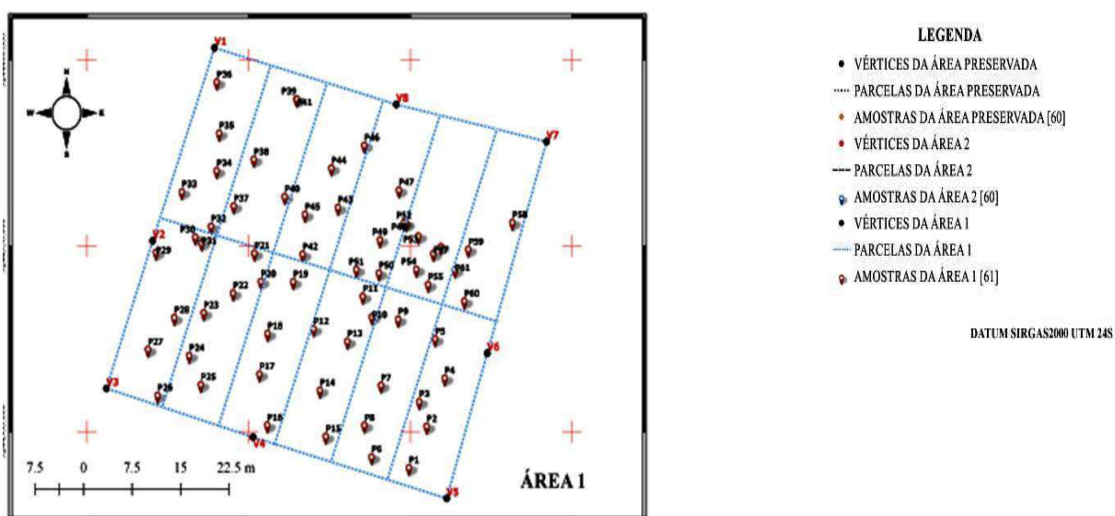 V1
V8
V7
P36
P39
P41
N
W
E
S
P35
P46
P38
P34
P44
P33
P40
P47
P37
P45
P43
P32
P52
P58
P30
P31
V2
P29
P21
P42
P49
P53
P59
P51
P50
P54
P61
P20
P19
P55
P22
P11
P60
P28
P23
P12
P10
P9
P18
P13
P5
V6
P27
P24
P17
P4
V3
P26
P25
P14
P7
P3
P16
P8
P2
V4
P15
P6
P1
V5
7.5 0 7.5 15 22.5 m
ÁREA 1
LEGENDA
VÉRTICES DA ÁREA PRESERVADA
PARCELAS DA ÁREA PRESERVADA
AMOSTRAS DA ÁREA PRESERVADA [60]
VÉRTICES DA ÁREA 2
PARCELAS DA ÁREA 2
AMOSTRAS DA ÁREA 2 [60]
VÉRTICES DA ÁREA 1
PARCELAS DA ÁREA 1
AMOSTRAS DA ÁREA 1 [61]
DATUM SIRGAS2000 UTM 24S